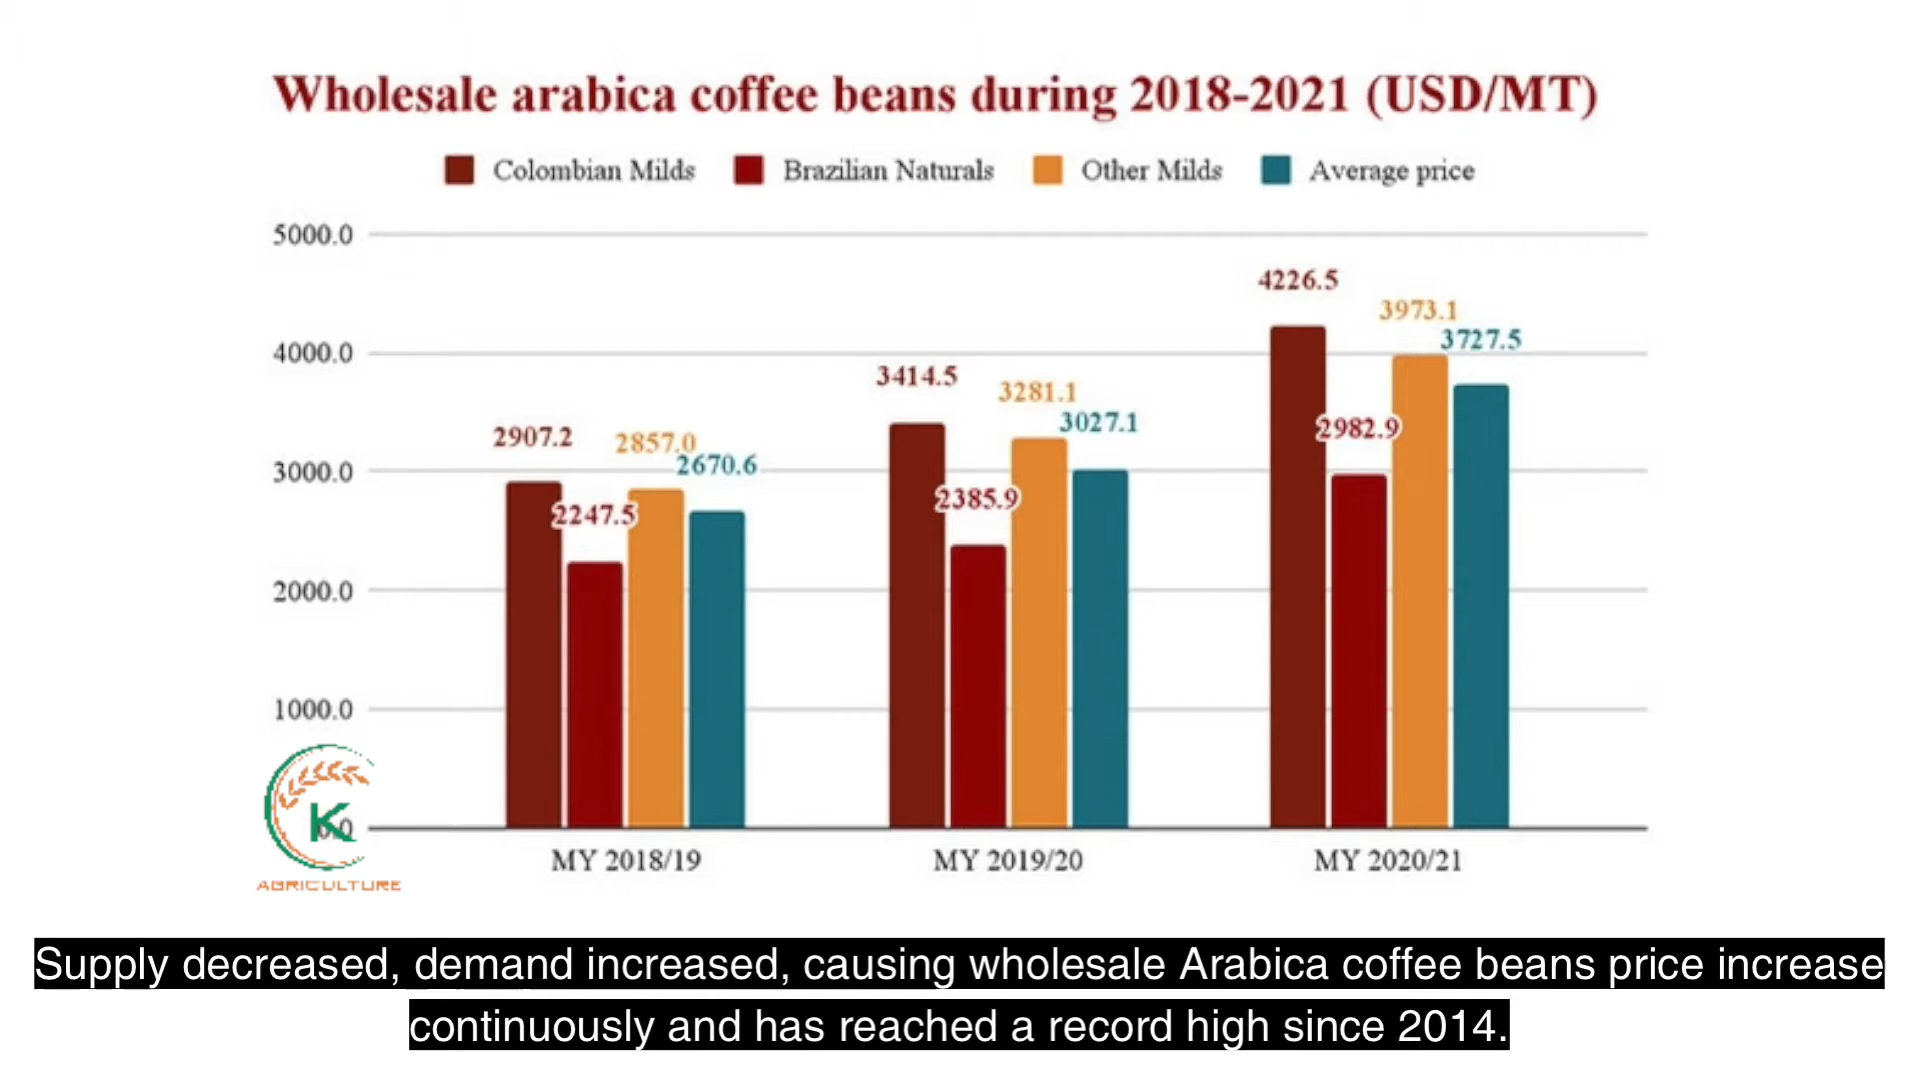 Wholesale arabica coffee beans during 2018-2021 (USD/MT)
Colombian Milds Brazilian Naturals Other Milds Average price
5000.0
4000.0
3000.0
2000.0
1000.0
0.0
2907.2
2247.5
2857.0
2670.6
3414.5
2385.9
3281.1
3027.1
4226.5
2982.9
3973.1
3727.5
MY 2018/19 MY 2019/20 MY 2020/21
K
AGRICULTURE
Supply decreased, demand increased, causing wholesale Arabica coffee beans price increase
continuously and has reached a record high since 2014.